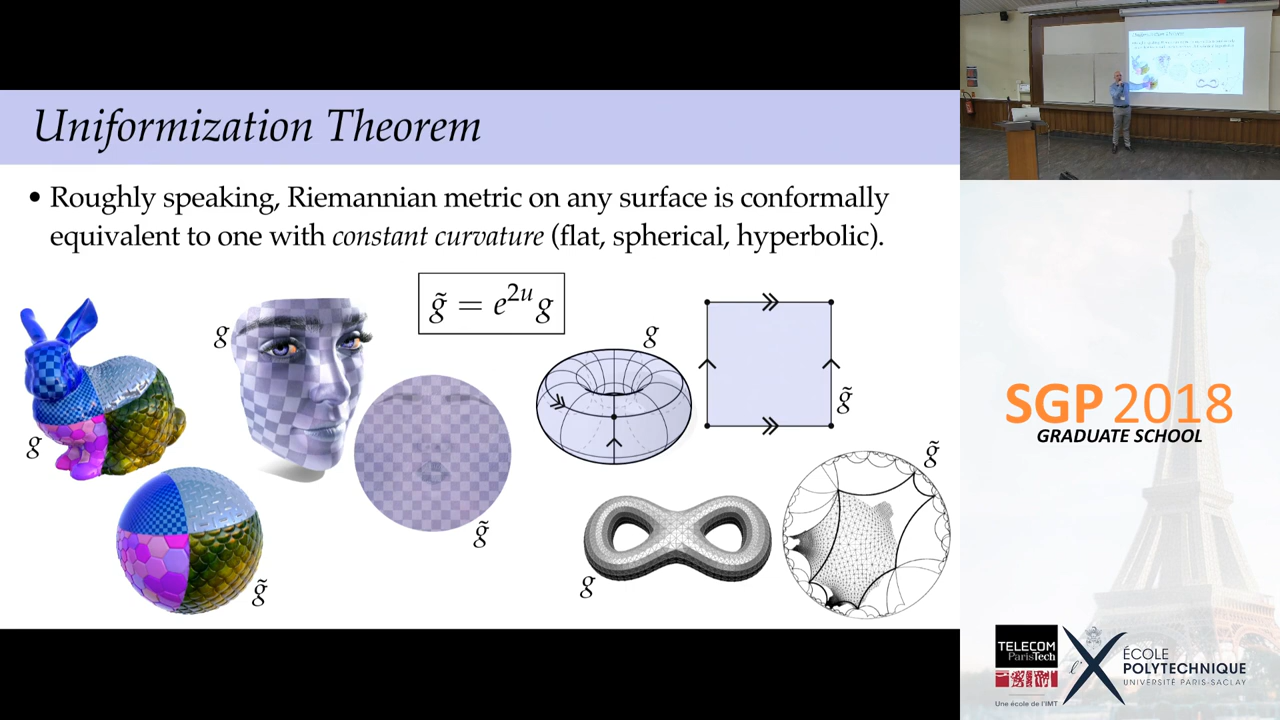 Uniformization Theorem
• Roughly speaking, Riemannian metric on any surface is conformally
equivalent to one with constant curvature (flat, spherical, hyperbolic).
g̃ = e²ᵘ g
g
g̃
g
g̃
g
g̃
g
g̃
SGP 2018
GRADUATE SCHOOL
TELECOM
ParisTech
Une école de l'IMT
ÉCOLE
POLYTECHNIQUE
UNIVERSITÉ PARIS-SACLAY